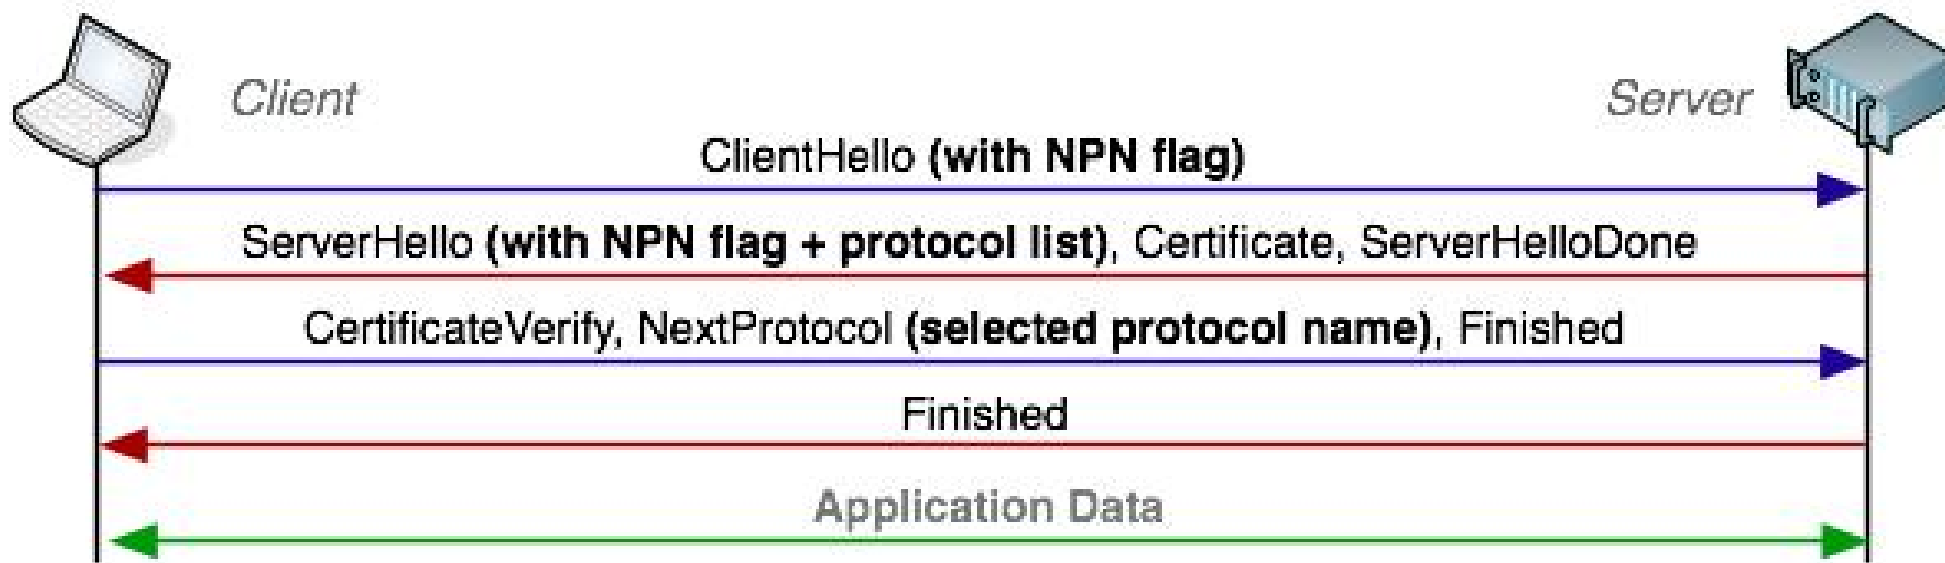 Client
Server
ClientHello (with NPN flag)
ServerHello (with NPN flag + protocol list), Certificate, ServerHelloDone
CertificateVerify, NextProtocol (selected protocol name), Finished
Finished
Application Data